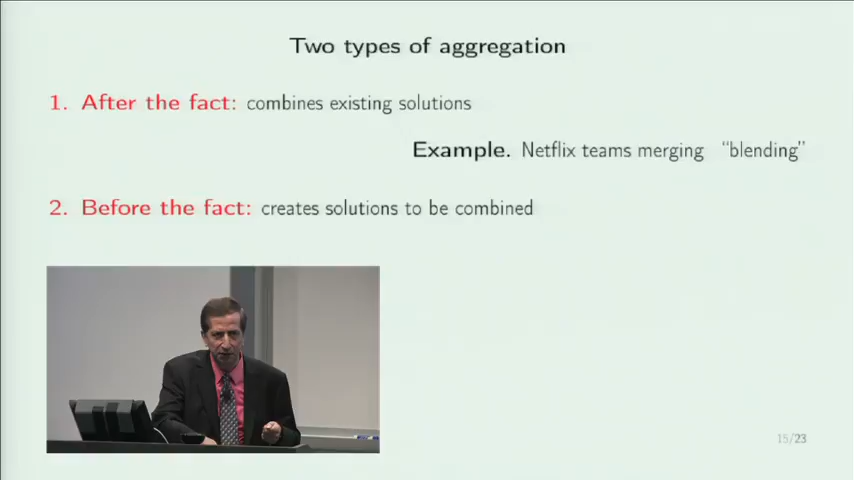 Two types of aggregation
1. After the fact: combines existing solutions
Example. Netflix teams merging “blending”
2. Before the fact: creates solutions to be combined
15/23